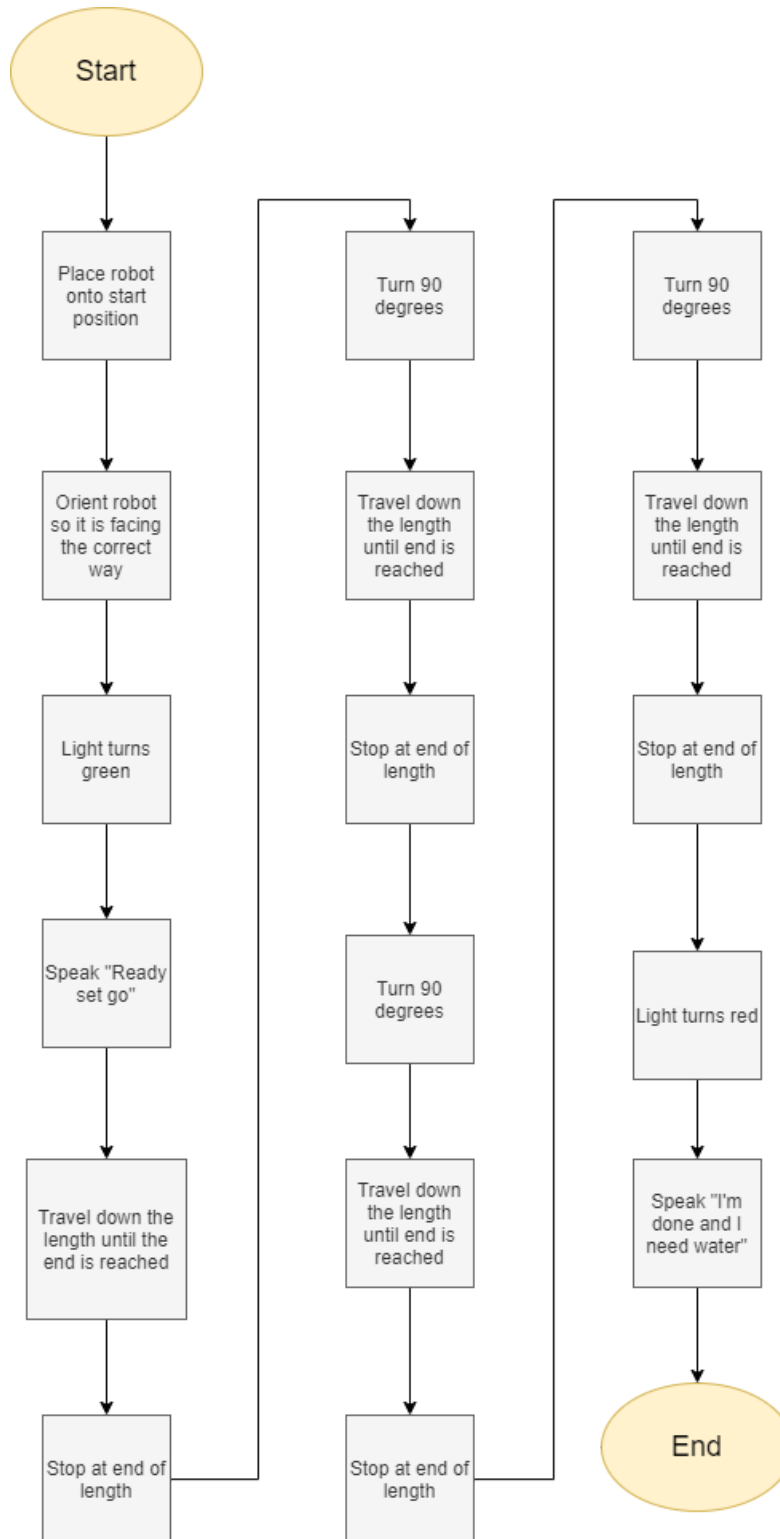 Start
Place robot
onto start
position
Orient robot
so it is facing
the correct
way
Light turns
green
Speak "Ready
set go"
Travel down the
length until the
end is reached
Stop at end of
length
Turn 90
degrees
Travel down
the length
until end is
reached
Stop at end of
length
Turn 90
degrees
Travel down
the length
until end is
reached
Stop at end of
length
Turn 90
degrees
Travel down
the length
until end is
reached
Stop at end of
length
Light turns red
Speak "I'm
done and I
need water"
End